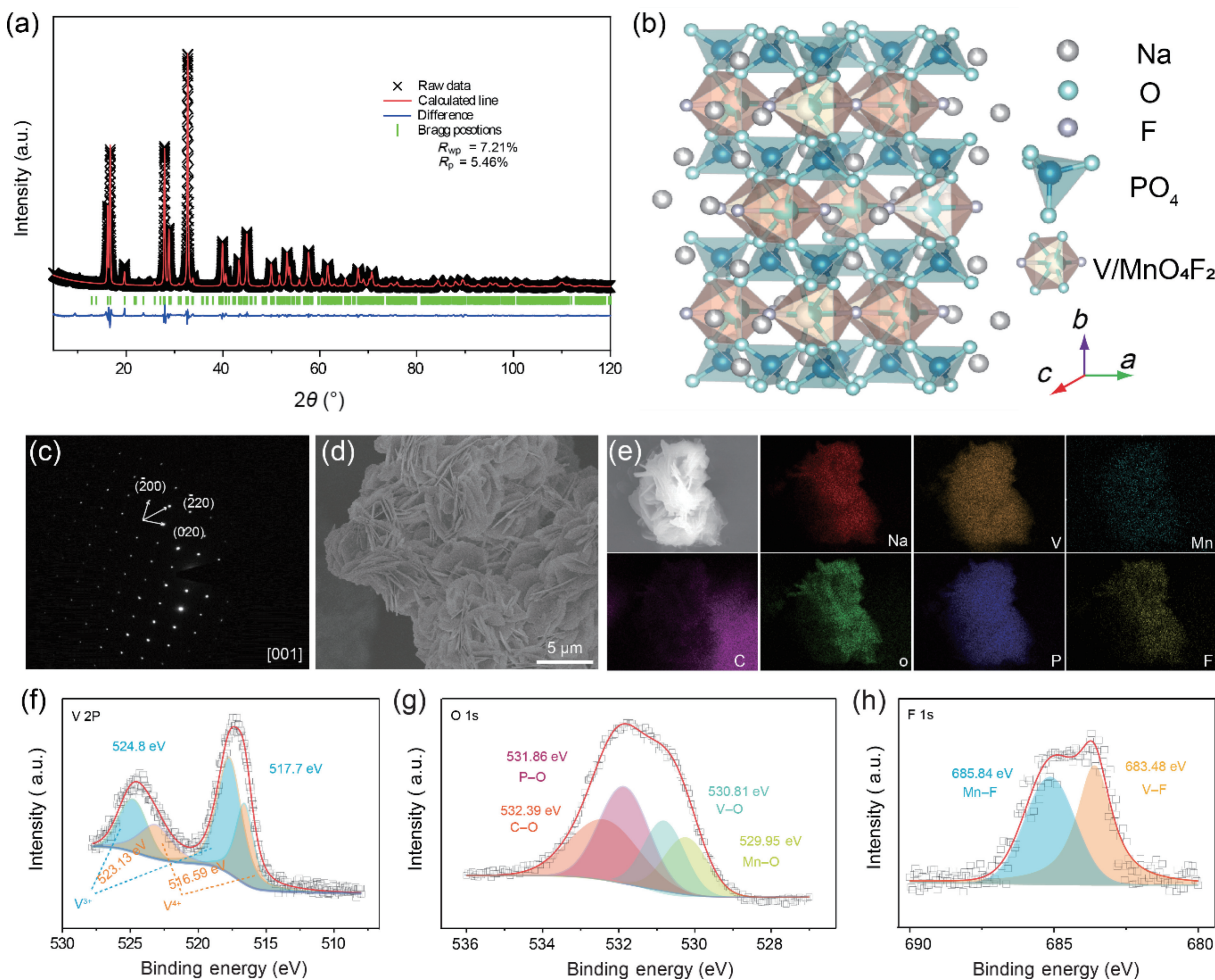 (a)
Intensity (a.u.)
Raw data
Calculated line
Difference
Bragg posotions
Rwp = 7.21%
Rp = 5.46%
20 40 60 80 100 120
2θ (°)
(b)
Na
O
F
PO₄
V/MnO₄F₂
b
c
a
(c)
(2̄00)
(2̄20)
(020)
[001]
(d)
5 μm
(e)
Na
V
Mn
C
o
P
F
(f)
V 2P
524.8 eV
517.7 eV
523.13 eV
516.59 eV
V³⁺
V⁴⁺
Intensity ( a.u.)
530 525 520 515 510
Binding energy (eV)
(g)
O 1s
531.86 eV
P–O
532.39 eV
C–O
530.81 eV
V–O
529.95 eV
Mn–O
Intensity ( a.u.)
536 534 532 530 528
Binding energy (eV)
(h)
F 1s
685.84 eV
Mn–F
683.48 eV
V–F
Intensity ( a.u.)
690 685 680
Binding energy (eV)